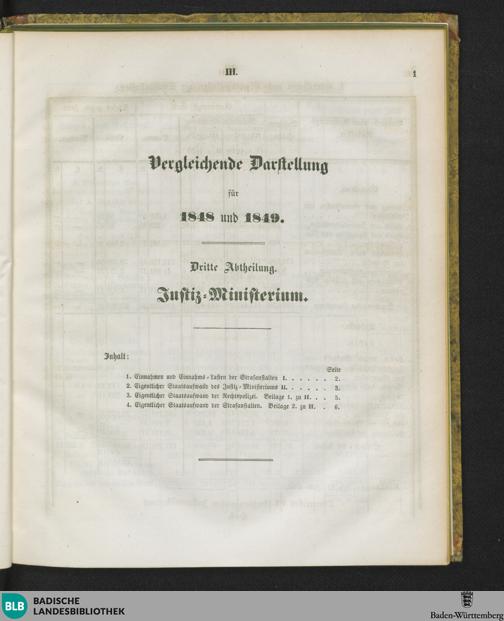 III.
1
Vergleichende Darstellung
für
1848 und 1849.
Dritte Abtheilung.
Justiz-Ministerium.
Inhalt:
Seite
1. Einnahmen und Einnahms-Lasten der Strafanstalten I. . . . . . . 2.
2. Eigentlicher Staatsaufwand des Justiz-Ministeriums II. . . . . . 3.
3. Eigentlicher Staatsaufwand der Rechtspolizei. Beilage 1. zu II. . . 5.
4. Eigentlicher Staatsaufwand der Strafanstalten. Beilage 2. zu II. . 6.
BLB BADISCHE
LANDESBIBLIOTHEK
Baden-Württemberg